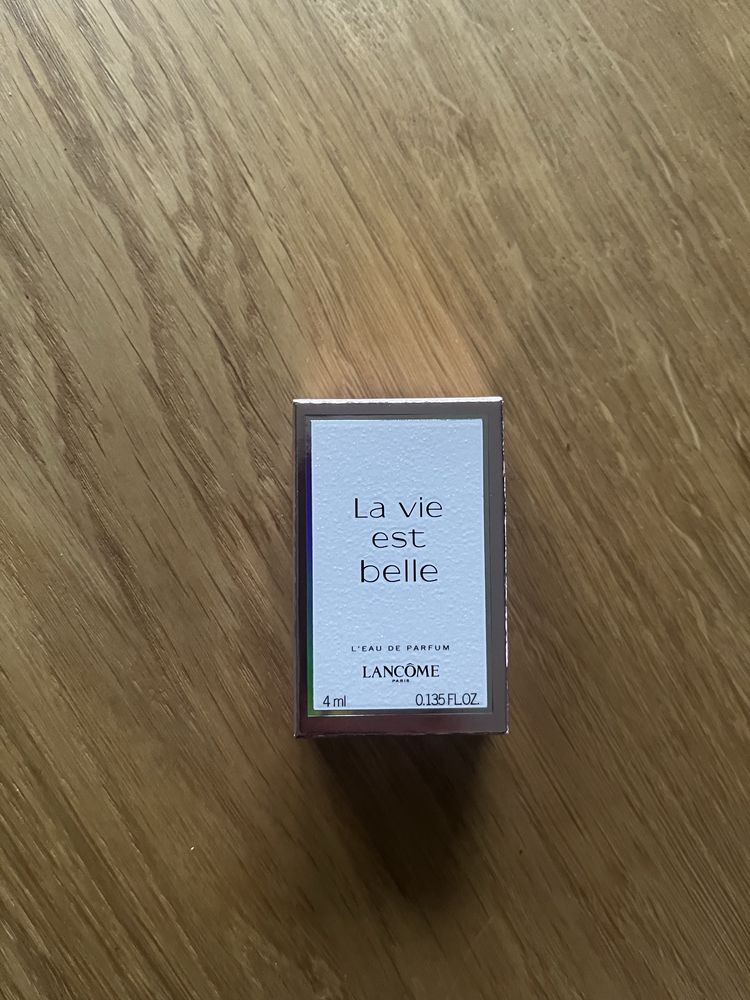 La vie
est
belle
L'EAU DE PARFUM
LANCÔME
PARIS
4 ml 0.135 FL.OZ.